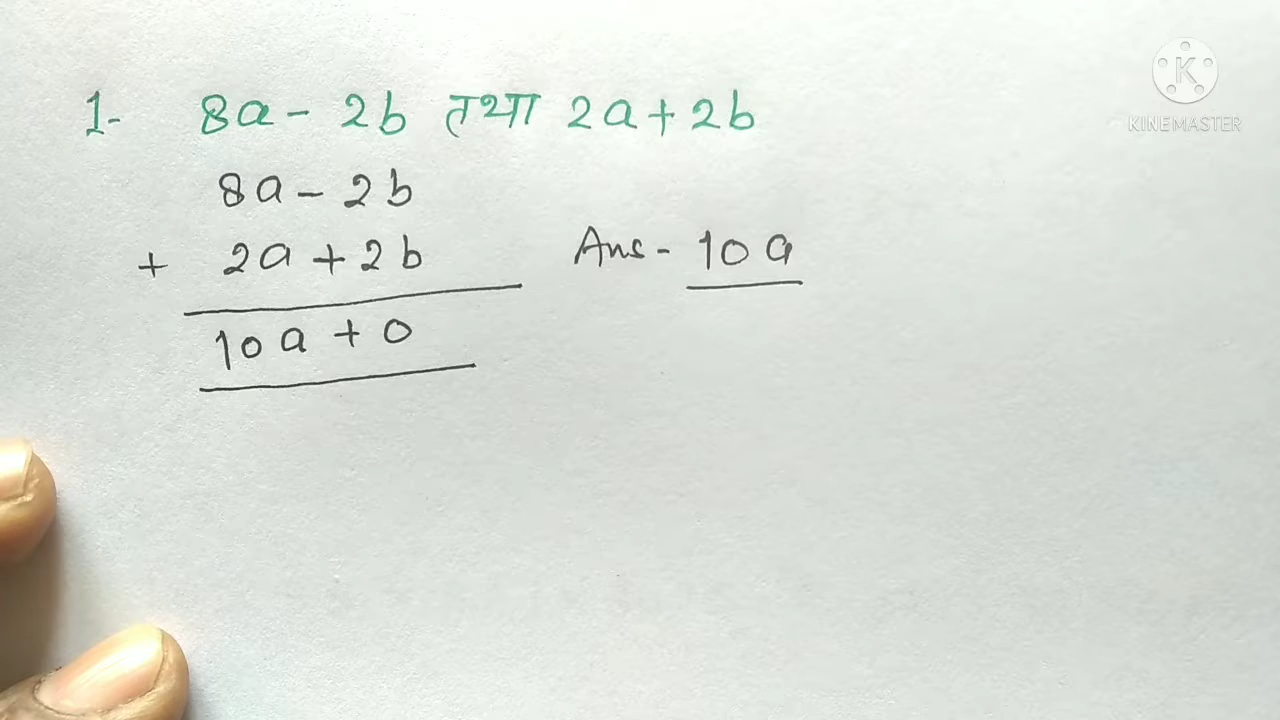 1- 8a - 2b तथा 2a + 2b
8a - 2b
+ 2a + 2b
10a + 0
Ans - 10a
K
KINEMASTER